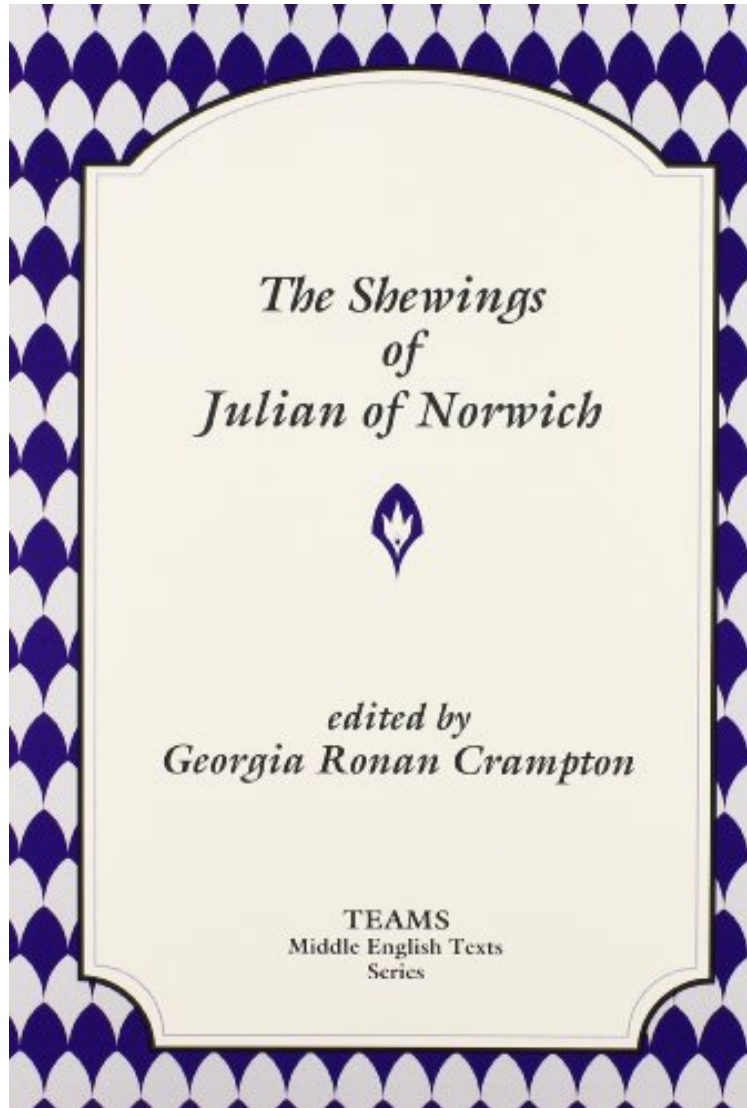 The Shewings
of
Julian of Norwich
edited by
Georgia Ronan Crampton
TEAMS
Middle English Texts
Series